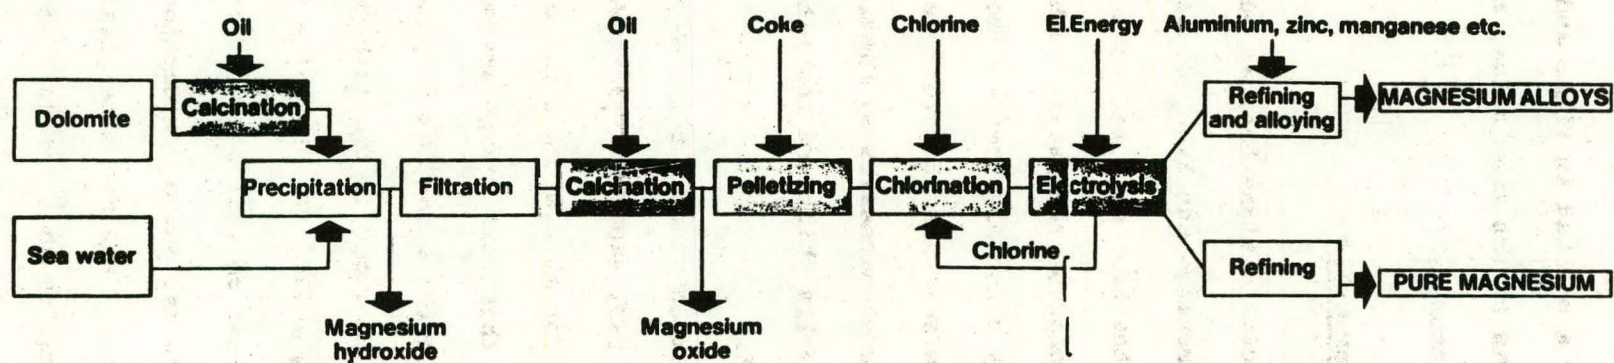 Oil
Oil
Coke
Chlorine
El.Energy
Aluminium, zinc, manganese etc.
Dolomite
Calcination
Refining
and alloying
MAGNESIUM ALLOYS
Precipitation
Filtration
Calcination
Pelletizing
Chlorination
Electrolysis
Sea water
Chlorine
Refining
PURE MAGNESIUM
Magnesium
hydroxide
Magnesium
oxide